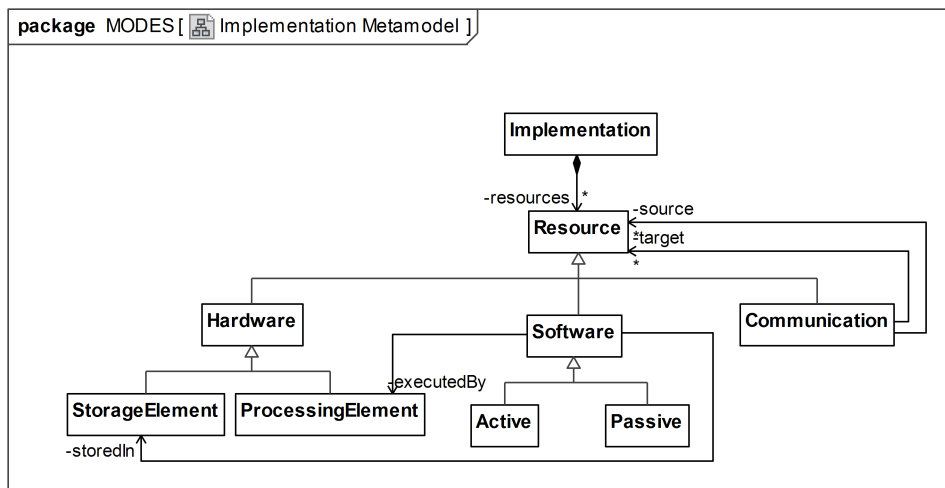 package MODES [ Implementation Metamodel ]
Implementation
-resources *
-source
Resource
*
-target
*
Hardware
Software
Communication
-executedBy
StorageElement
ProcessingElement
Active
Passive
-storedIn